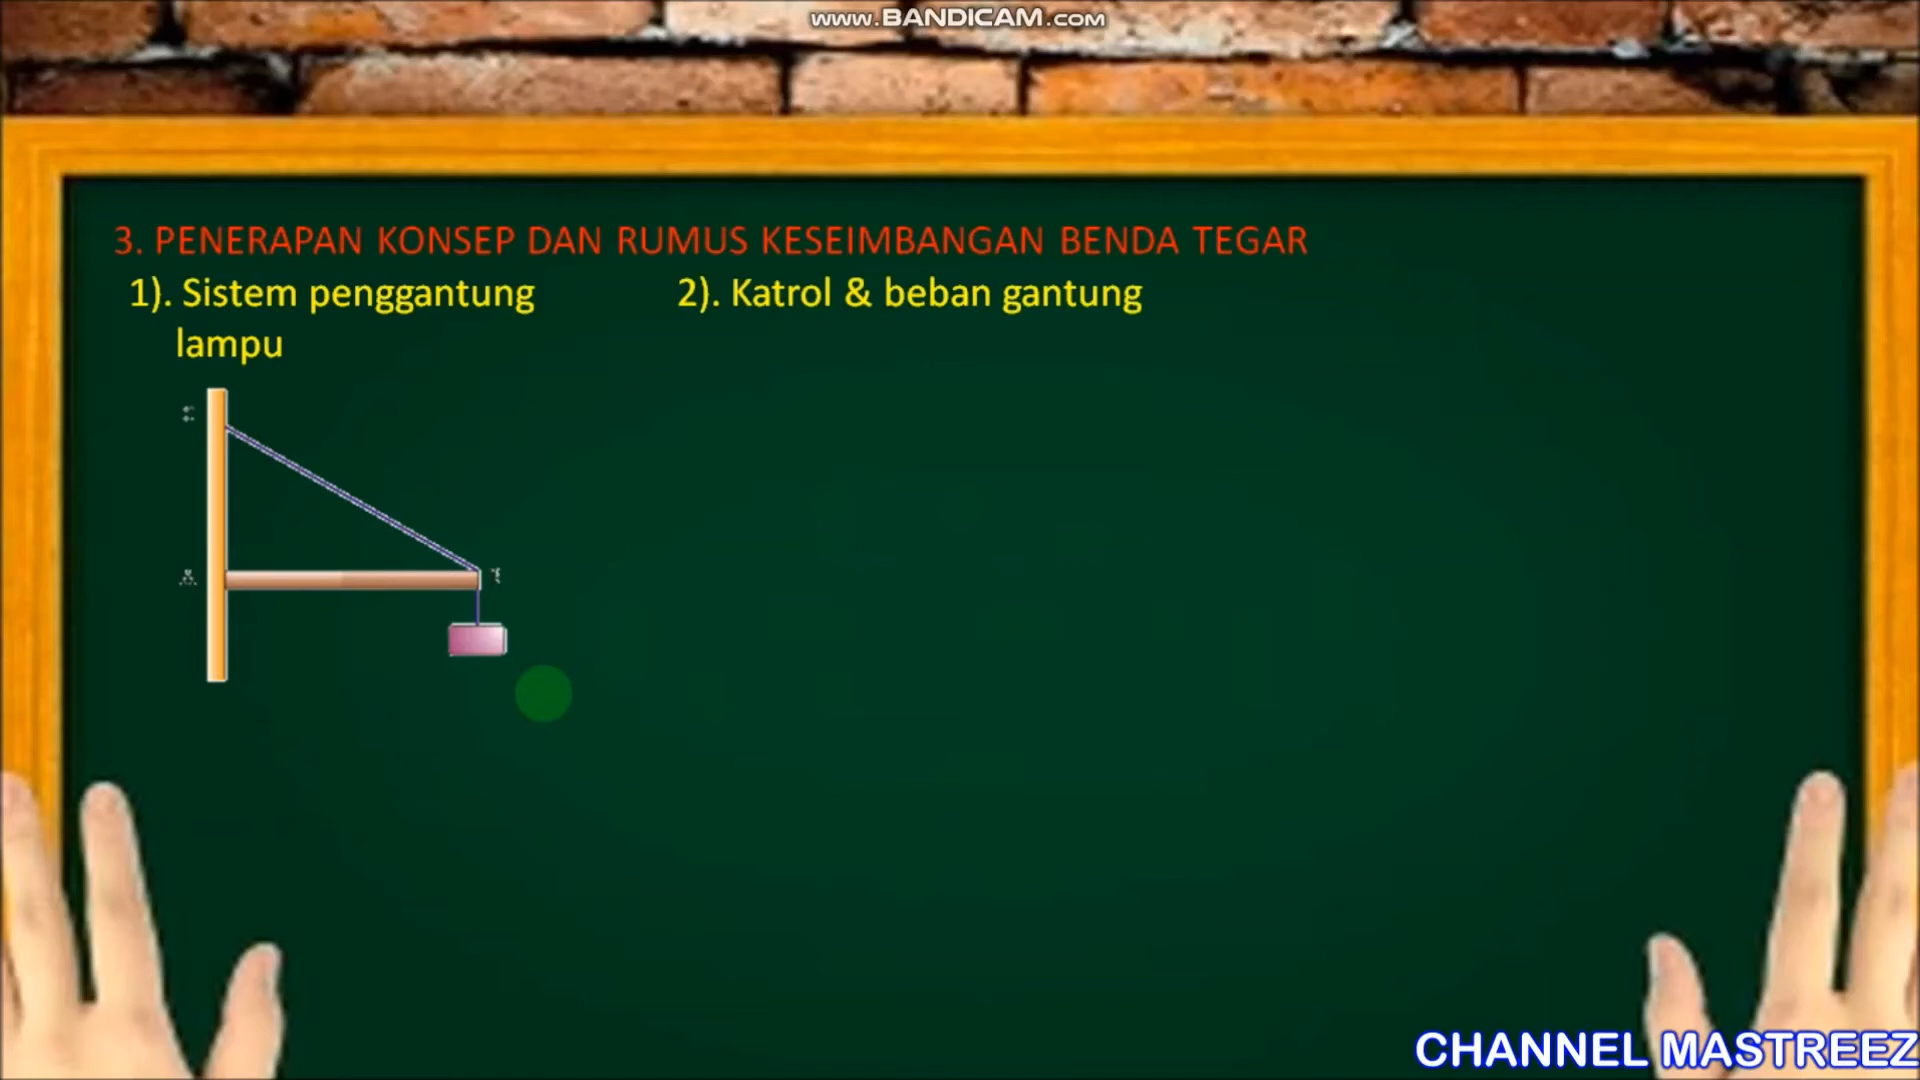 www.BANDICAM.com
3. PENERAPAN KONSEP DAN RUMUS KESEIMBANGAN BENDA TEGAR
1). Sistem penggantung
lampu
2). Katrol & beban gantung
CHANNEL MASTREEZ